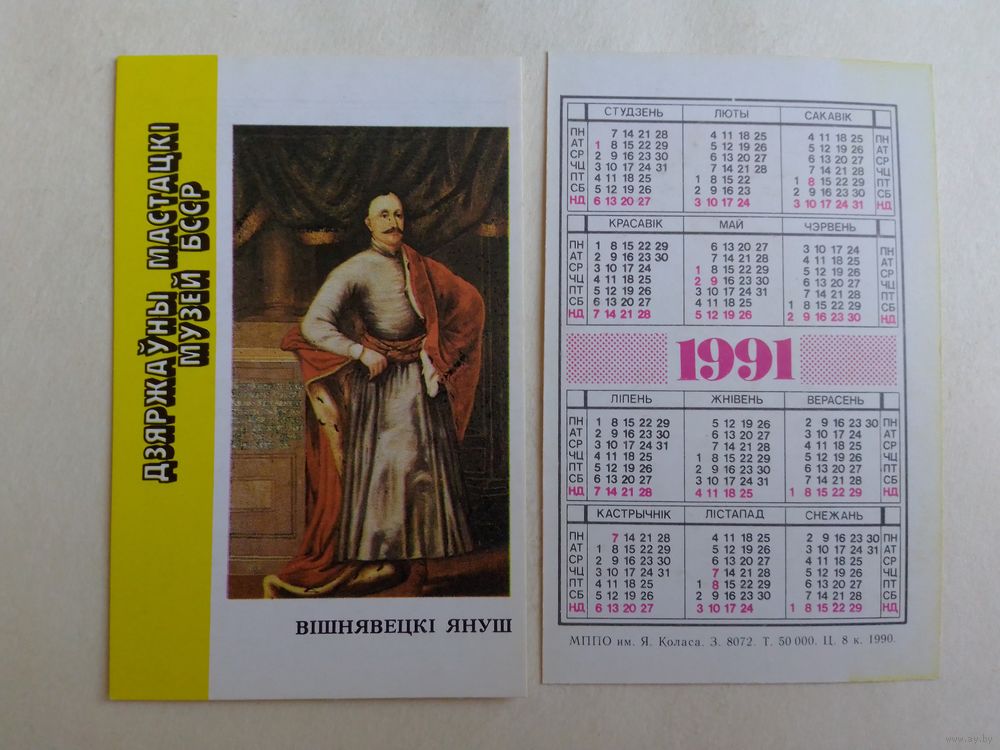 ДЗЯРЖАЎНЫ МАСТАЦКІ
МУЗЕЙ БССР
ВІШНЯВЕЦКІ ЯНУШ
СТУДЗЕНЬ ЛЮТЫ САКАВІК
ПН 7 14 21 28 4 11 18 25 4 11 18 25 ПН
АТ 1 8 15 22 29 5 12 19 26 5 12 19 26 АТ
СР 2 9 16 23 30 6 13 20 27 6 13 20 27 СР
ЧЦ 3 10 17 24 31 7 14 21 28 7 14 21 28 ЧЦ
ПТ 4 11 18 25 1 8 15 22 1 8 15 22 29 ПТ
СБ 5 12 19 26 2 9 16 23 2 9 16 23 30 СБ
НД 6 13 20 27 3 10 17 24 3 10 17 24 31 НД
КРАСАВІК МАЙ ЧЭРВЕНЬ
ПН 1 8 15 22 29 6 13 20 27 3 10 17 24 ПН
АТ 2 9 16 23 30 7 14 21 28 4 11 18 25 АТ
СР 3 10 17 24 1 8 15 22 29 5 12 19 26 СР
ЧЦ 4 11 18 25 2 9 16 23 30 6 13 20 27 ЧЦ
ПТ 5 12 19 26 3 10 17 24 31 7 14 21 28 ПТ
СБ 6 13 20 27 4 11 18 25 1 8 15 22 29 СБ
НД 7 14 21 28 5 12 19 26 2 9 16 23 30 НД
1991
ЛІПЕНЬ ЖНІВЕНЬ ВЕРАСЕНЬ
ПН 1 8 15 22 29 5 12 19 26 2 9 16 23 30 ПН
АТ 2 9 16 23 30 6 13 20 27 3 10 17 24 АТ
СР 3 10 17 24 31 7 14 21 28 4 11 18 25 СР
ЧЦ 4 11 18 25 1 8 15 22 29 5 12 19 26 ЧЦ
ПТ 5 12 19 26 2 9 16 23 30 6 13 20 27 ПТ
СБ 6 13 20 27 3 10 17 24 31 7 14 21 28 СБ
НД 7 14 21 28 4 11 18 25 1 8 15 22 29 НД
КАСТРЫЧНІК ЛІСТАПАД СНЕЖАНЬ
ПН 7 14 21 28 4 11 18 25 2 9 16 23 30 ПН
АТ 1 8 15 22 29 5 12 19 26 3 10 17 24 31 АТ
СР 2 9 16 23 30 6 13 20 27 4 11 18 25 СР
ЧЦ 3 10 17 24 31 7 14 21 28 5 12 19 26 ЧЦ
ПТ 4 11 18 25 1 8 15 22 29 6 13 20 27 ПТ
СБ 5 12 19 26 2 9 16 23 30 7 14 21 28 СБ
НД 6 13 20 27 3 10 17 24 1 8 15 22 29 НД
МППО им. Я. Коласа. З. 8072. Т. 50 000. Ц. 8 к. 1990.
www.ay.by